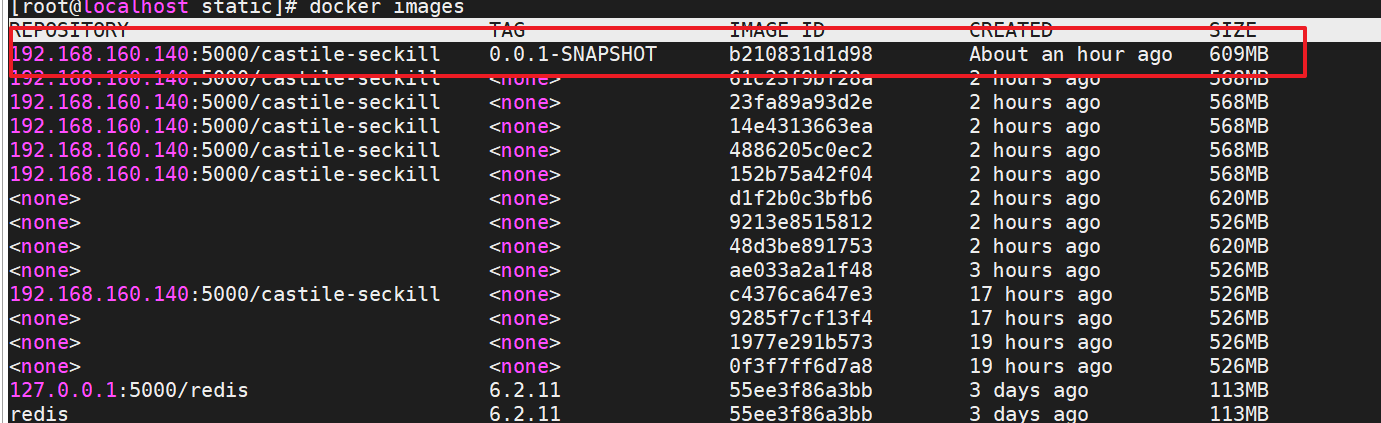 [root@localhost static]# docker images
REPOSITORY TAG IMAGE ID CREATED SIZE
192.168.160.140:5000/castile-seckill 0.0.1-SNAPSHOT b210831d1d98 About an hour ago 609MB
192.168.160.140:5000/castile-seckill <none> 61c23f9bf28a 2 hours ago 568MB
192.168.160.140:5000/castile-seckill <none> 23fa89a93d2e 2 hours ago 568MB
192.168.160.140:5000/castile-seckill <none> 14e4313663ea 2 hours ago 568MB
192.168.160.140:5000/castile-seckill <none> 4886205c0ec2 2 hours ago 568MB
192.168.160.140:5000/castile-seckill <none> 152b75a42f04 2 hours ago 568MB
<none> <none> d1f2b0c3bfb6 2 hours ago 620MB
<none> <none> 9213e8515812 2 hours ago 526MB
<none> <none> 48d3be891753 2 hours ago 620MB
<none> <none> ae033a2a1f48 3 hours ago 526MB
192.168.160.140:5000/castile-seckill <none> c4376ca647e3 17 hours ago 526MB
<none> <none> 9285f7cf13f4 17 hours ago 526MB
<none> <none> 1977e291b573 19 hours ago 526MB
<none> <none> 0f3f7ff6d7a8 19 hours ago 526MB
127.0.0.1:5000/redis 6.2.11 55ee3f86a3bb 3 days ago 113MB
redis 6.2.11 55ee3f86a3bb 3 days ago 113MB